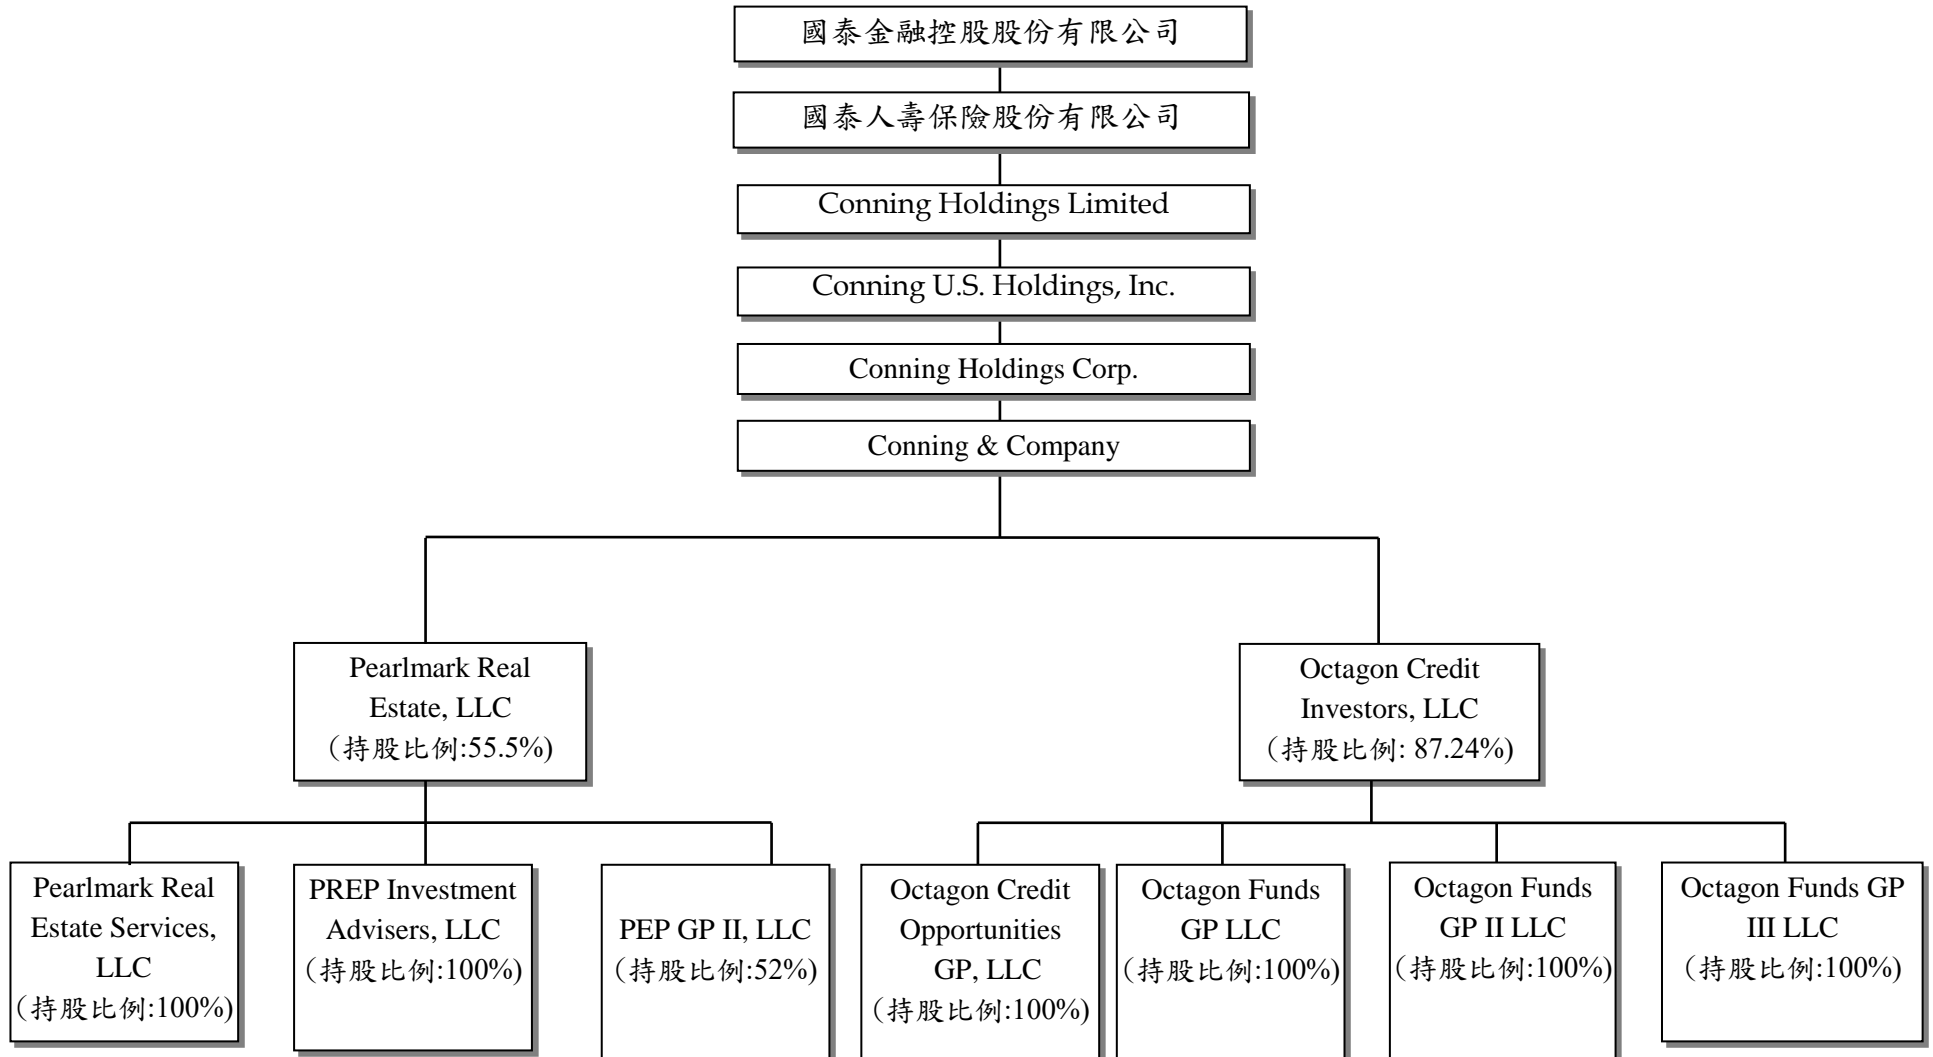 國泰金融控股股份有限公司
國泰人壽保險股份有限公司
Conning Holdings Limited
Conning U.S. Holdings, Inc.
Conning Holdings Corp.
Conning & Company
Pearlmark Real
Estate, LLC
（持股比例:55.5%)
Octagon Credit
Investors, LLC
（持股比例: 87.24%)
Pearlmark Real
Estate Services,
LLC
（持股比例:100%)
PREP Investment
Advisers, LLC
（持股比例:100%)
PEP GP II, LLC
（持股比例:52%)
Octagon Credit
Opportunities
GP, LLC
（持股比例:100%)
Octagon Funds
GP LLC
（持股比例:100%)
Octagon Funds
GP II LLC
（持股比例:100%)
Octagon Funds GP
III LLC
（持股比例:100%)